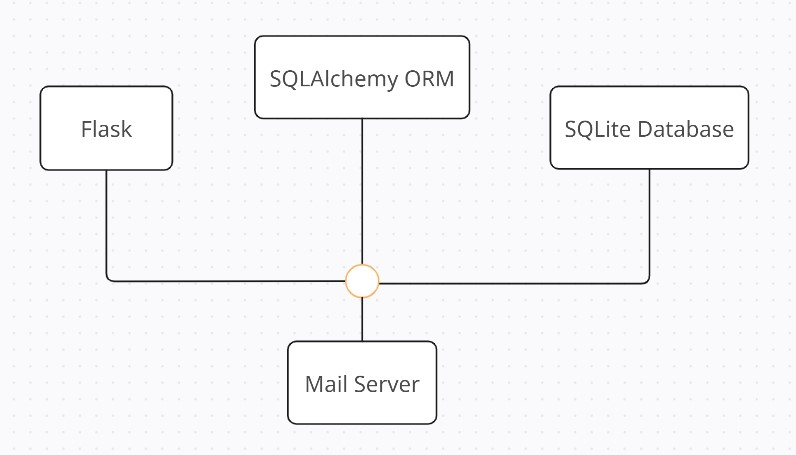 SQLAlchemy ORM
Flask
SQLite Database
Mail Server